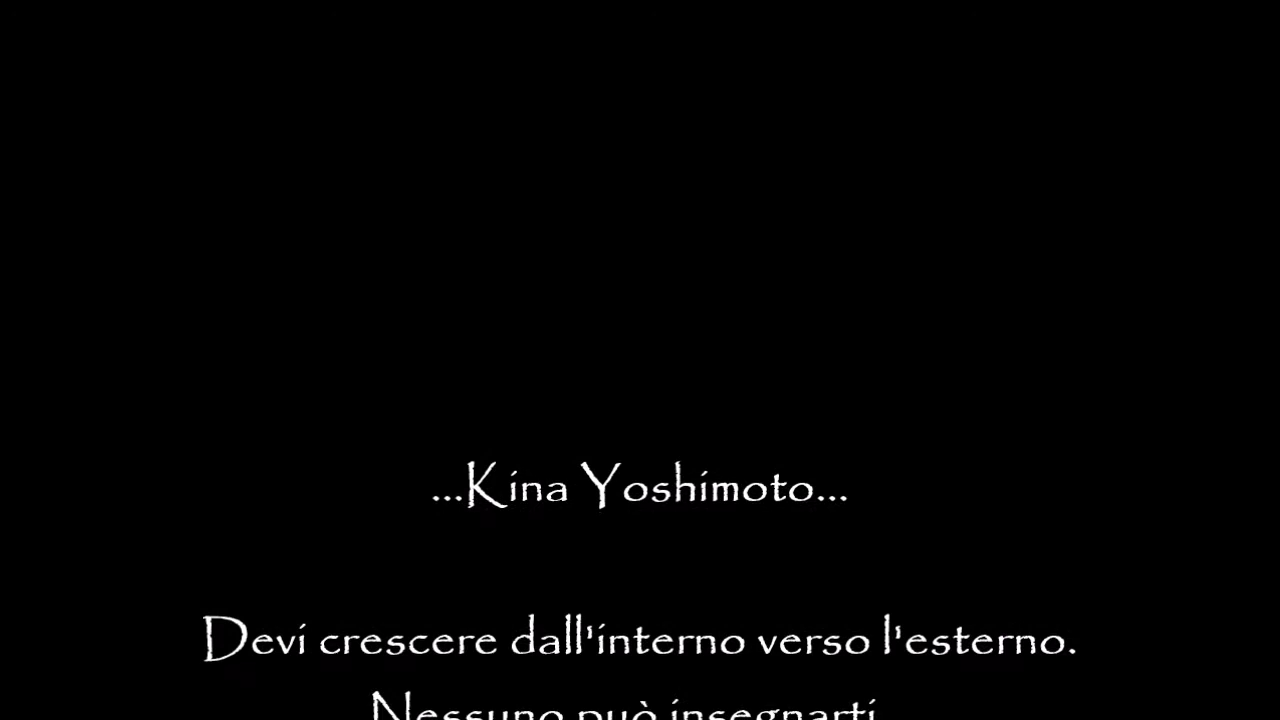 ...Kina Yoshimoto...
Devi crescere dall'interno verso l'esterno.
Nessuno può insegnarti